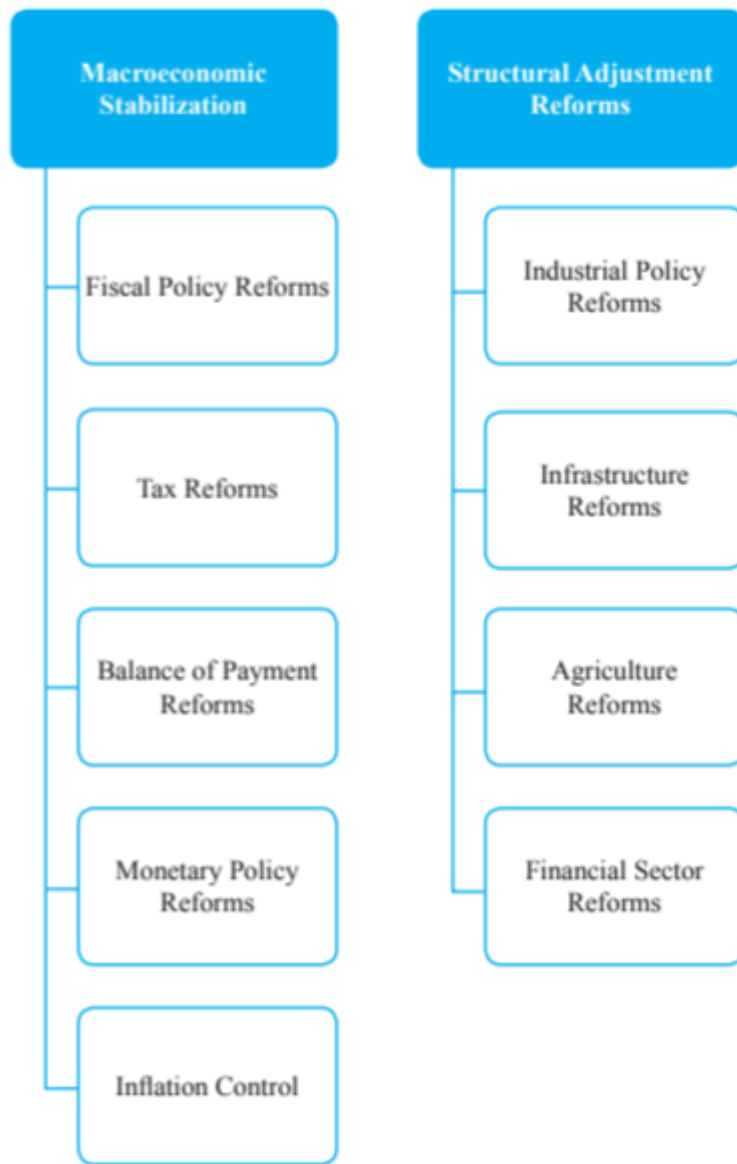 Macroeconomic
Stabilization
Fiscal Policy Reforms
Tax Reforms
Balance of Payment
Reforms
Monetary Policy
Reforms
Inflation Control
Structural Adjustment
Reforms
Industrial Policy
Reforms
Infrastructure
Reforms
Agriculture
Reforms
Financial Sector
Reforms